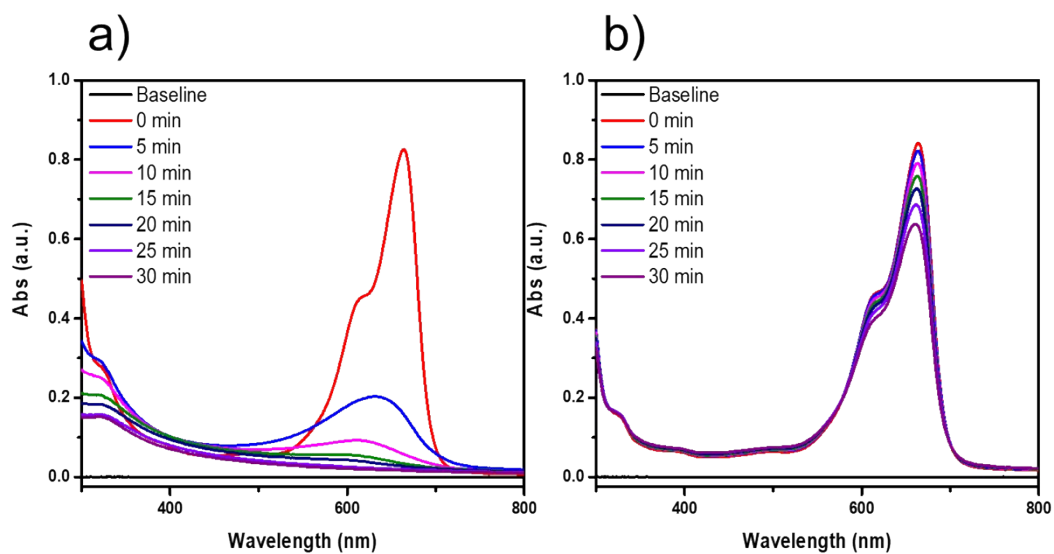 a)
1.0
0.8
0.6
0.4
0.2
0.0
Abs (a.u.)
Baseline
0 min
5 min
10 min
15 min
20 min
25 min
30 min
400
600
800
Wavelength (nm)
b)
1.0
0.8
0.6
0.4
0.2
0.0
Abs (a.u.)
Baseline
0 min
5 min
10 min
15 min
20 min
25 min
30 min
400
600
800
Wavelength (nm)